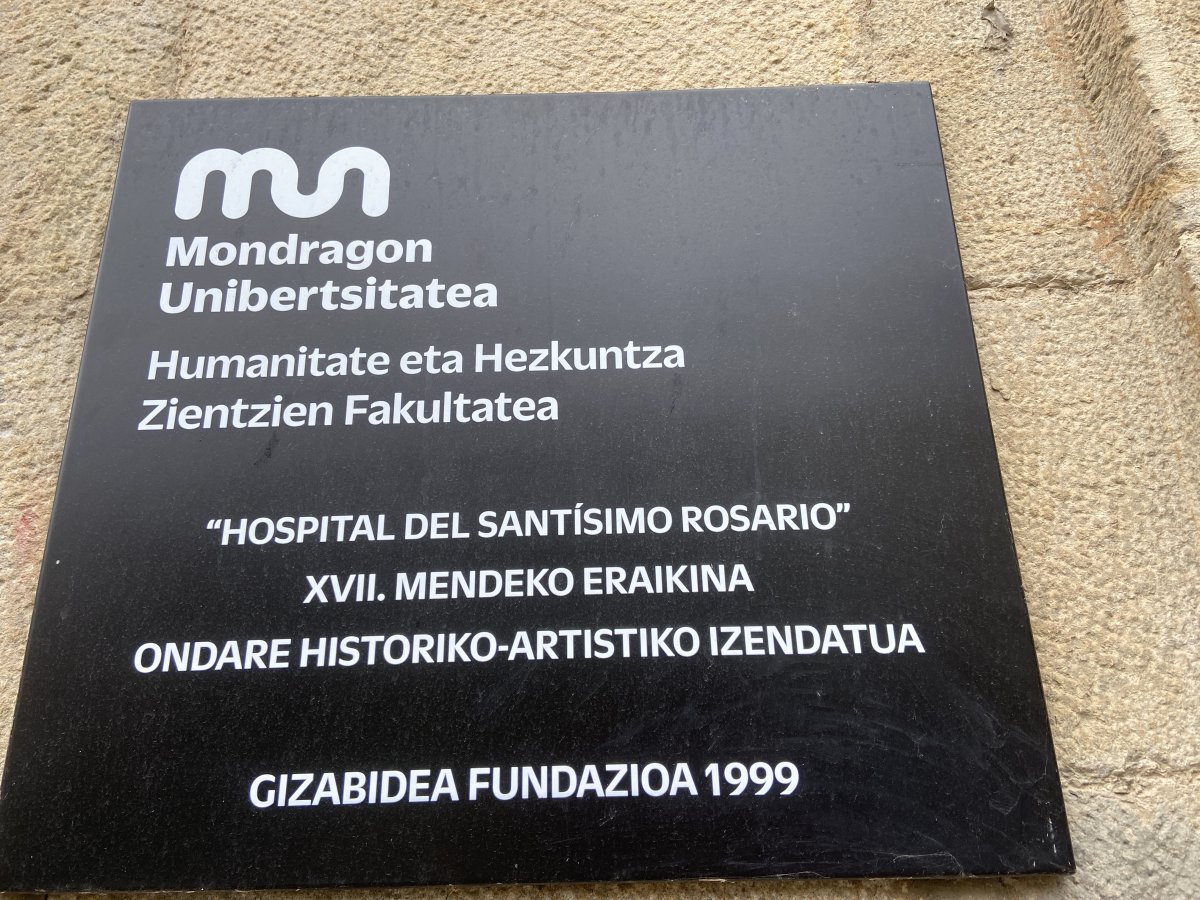 mun
Mondragon
Unibertsitatea
Humanitate eta Hezkuntza
Zientzien Fakultatea
“HOSPITAL DEL SANTÍSIMO ROSARIO”
XVII. MENDEKO ERAIKINA
ONDARE HISTORIKO-ARTISTIKO IZENDATUA
GIZABIDEA FUNDAZIOA 1999